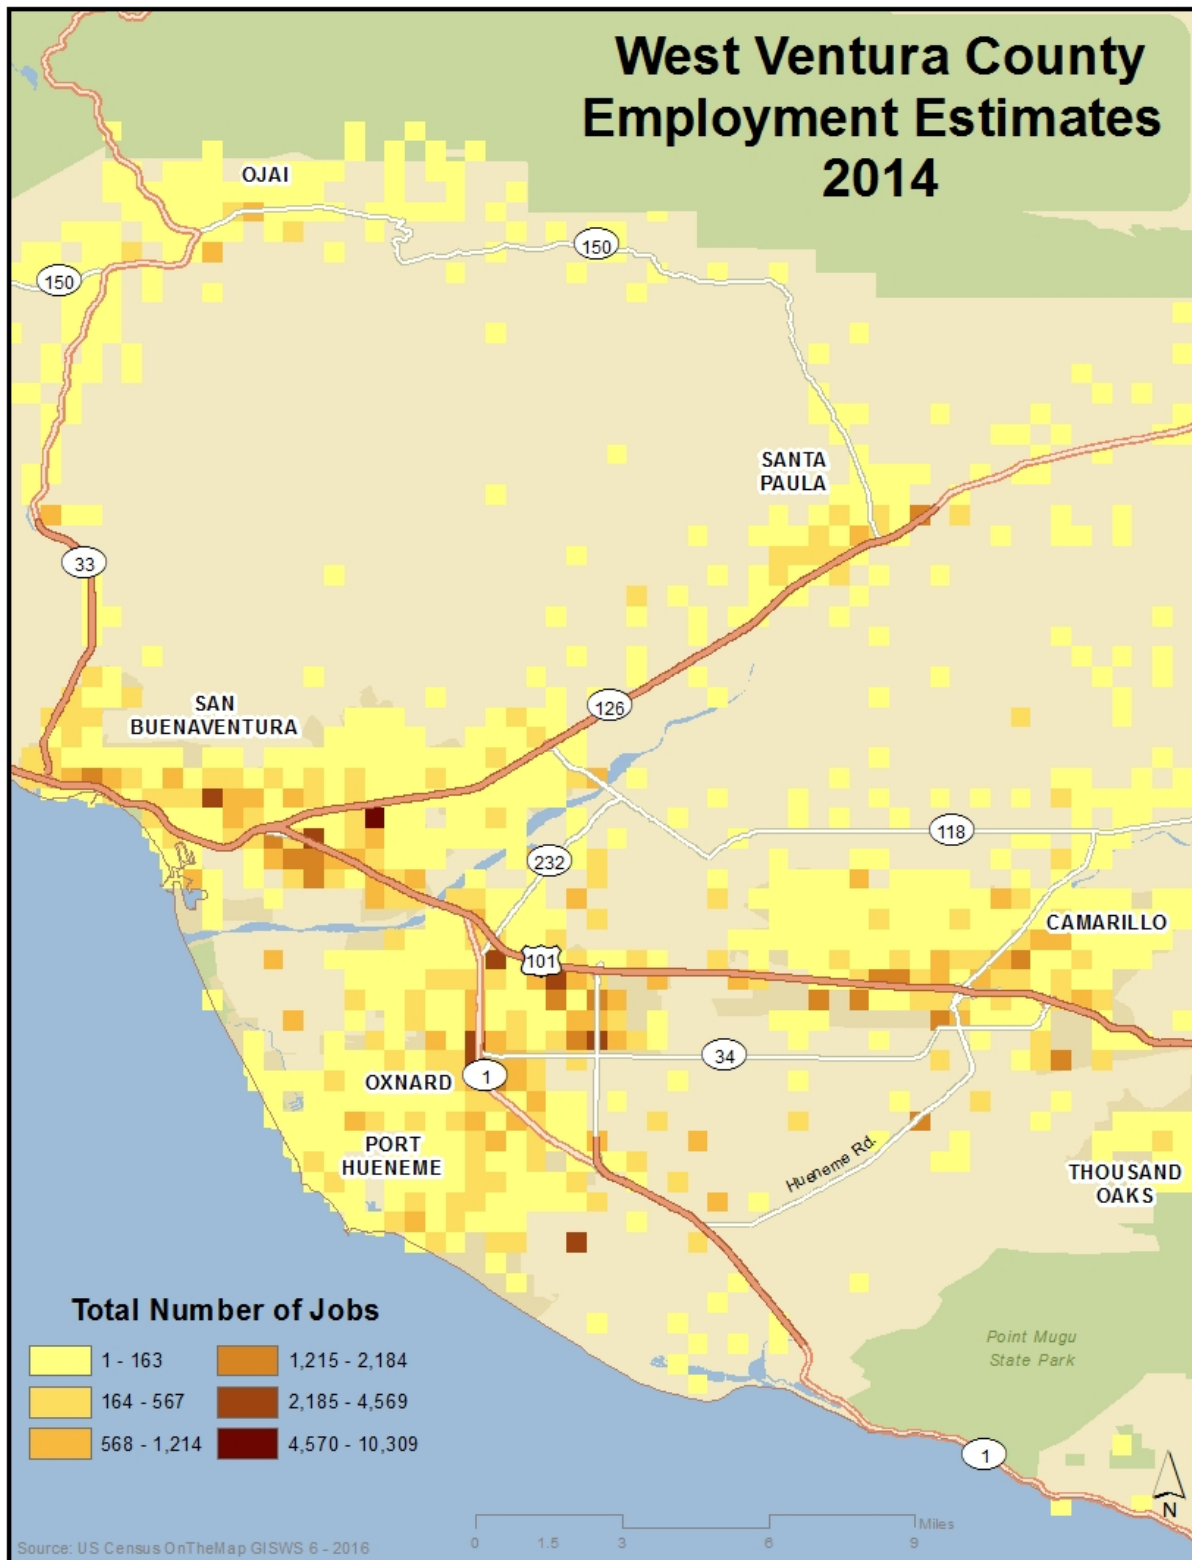 West Ventura County
Employment Estimates
2014
OJAI
150
150
SANTA
PAULA
33
SAN
BUENAVENTURA
126
118
232
CAMARILLO
101
34
OXNARD
1
PORT
HUENEME
Hueneme Rd.
THOUSAND
OAKS
Total Number of Jobs
1 - 163
1,215 - 2,184
164 - 567
2,185 - 4,569
568 - 1,214
4,570 - 10,309
Point Mugu
State Park
1
N
Miles
0 1.5 3 6 9
Source: US Census OnTheMap GISWS 6 - 2016